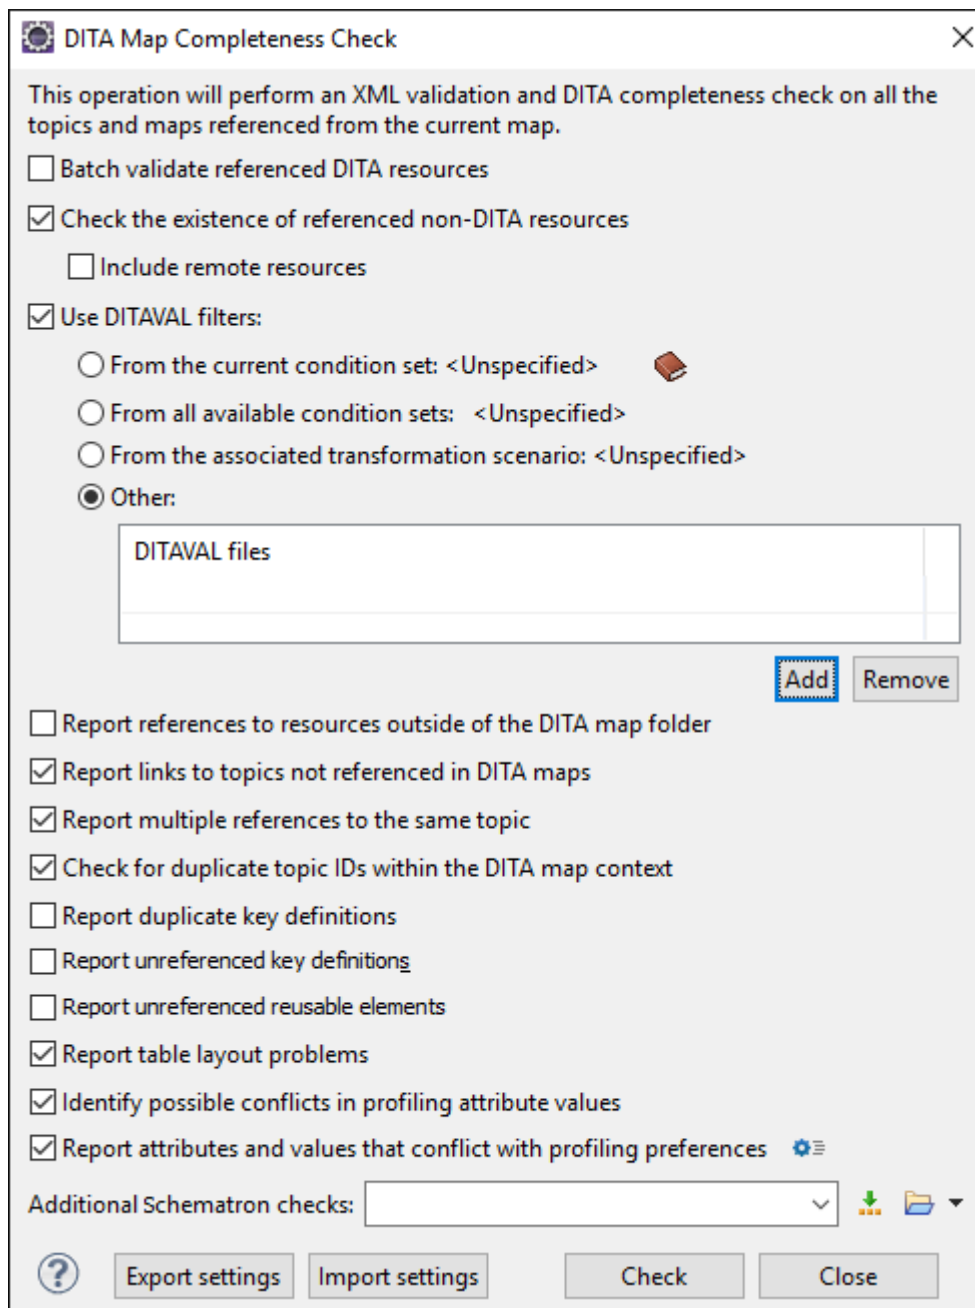 DITA Map Completeness Check
This operation will perform an XML validation and DITA completeness check on all the
topics and maps referenced from the current map.
Batch validate referenced DITA resources
Check the existence of referenced non-DITA resources
Include remote resources
Use DITAVAL filters:
From the current condition set: <Unspecified>
From all available condition sets: <Unspecified>
From the associated transformation scenario: <Unspecified>
Other:
DITAVAL files
Add Remove
Report references to resources outside of the DITA map folder
Report links to topics not referenced in DITA maps
Report multiple references to the same topic
Check for duplicate topic IDs within the DITA map context
Report duplicate key definitions
Report unreferenced key definitions
Report unreferenced reusable elements
Report table layout problems
Identify possible conflicts in profiling attribute values
Report attributes and values that conflict with profiling preferences
Additional Schematron checks:
? Export settings Import settings Check Close